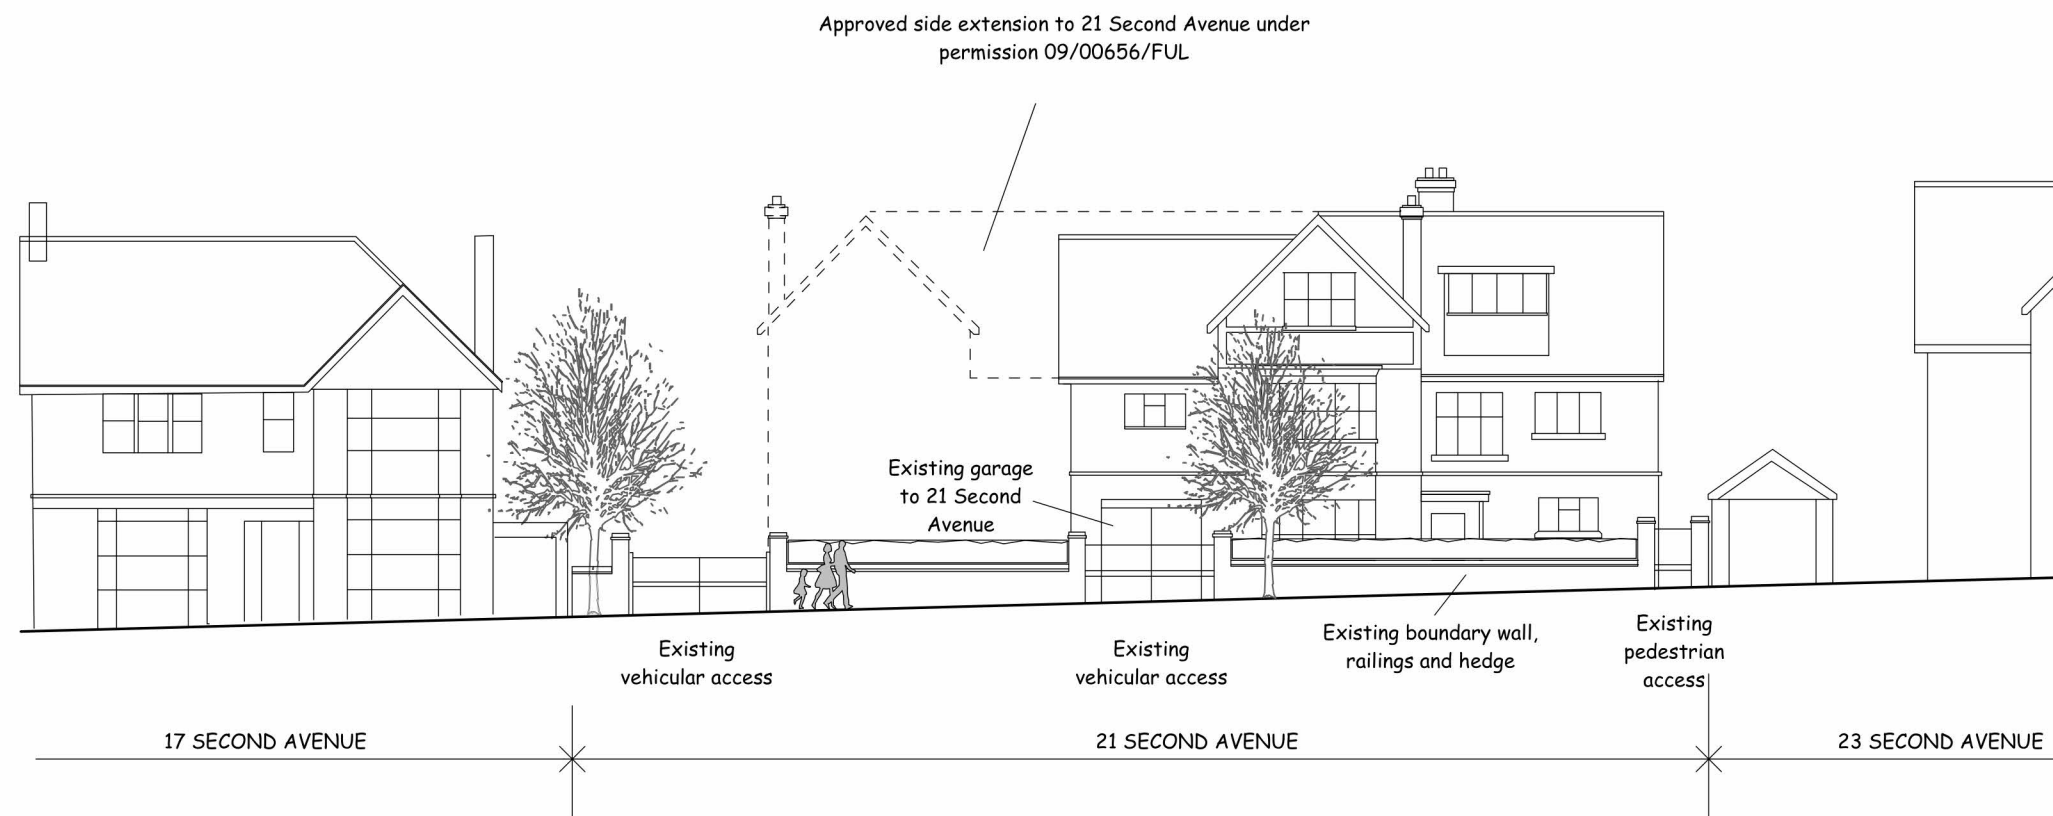 Approved side extension to 21 Second Avenue under
permission 09/00656/FUL
Existing garage
to 21 Second
Avenue
Existing
vehicular access
Existing
vehicular access
Existing boundary wall,
railings and hedge
Existing
pedestrian
access
17 SECOND AVENUE
21 SECOND AVENUE
23 SECOND AVENUE